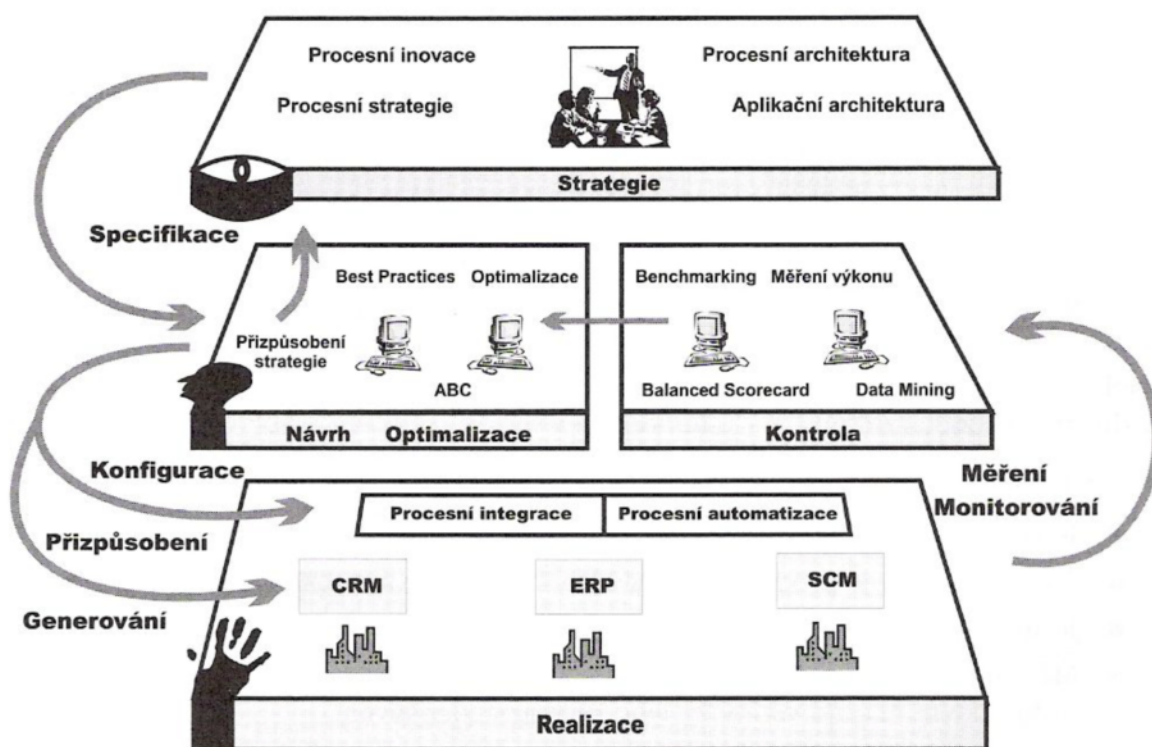 Procesní inovace
Procesní architektura
Procesní strategie
Aplikační architektura
Strategie
Specifikace
Best Practices
Optimalizace
Benchmarking
Měření výkonu
Přizpůsobení
strategie
ABC
Balanced Scorecard
Data Mining
Návrh
Optimalizace
Kontrola
Konfigurace
Měření
Monitorování
Procesní integrace
Procesní automatizace
Přizpůsobení
CRM
ERP
SCM
Generování
Realizace